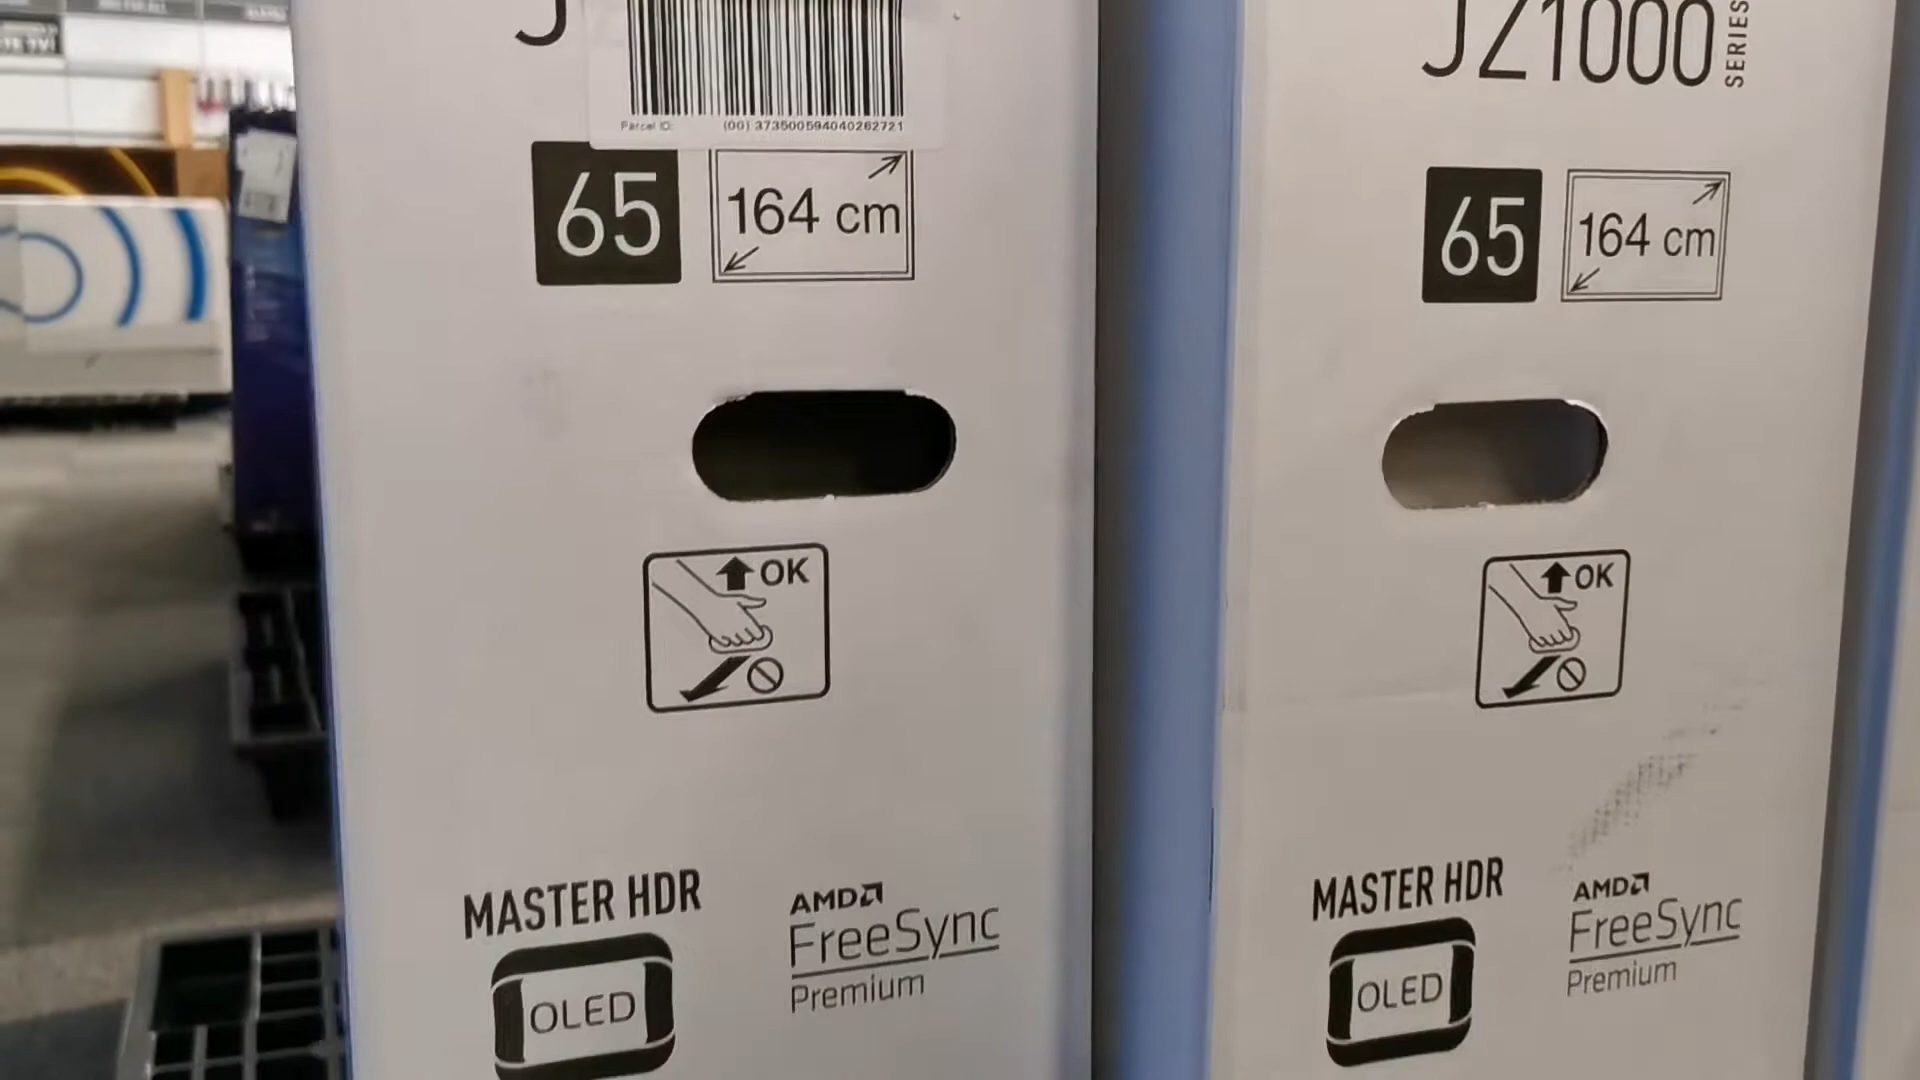 J
Parcel ID: (00) 373500594040262721
65
164 cm
OK
MASTER HDR
OLED
AMD
FreeSync
Premium
JZ1000
SERIES
65
164 cm
OK
MASTER HDR
OLED
AMD
FreeSync
Premium